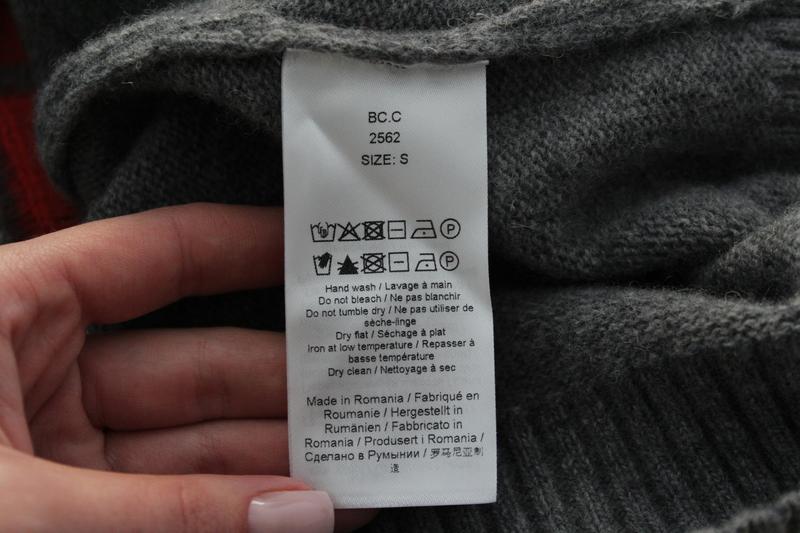 BC.C
2562
SIZE: S
P
P
Hand wash / Lavage à main
Do not bleach / Ne pas blanchir
Do not tumble dry / Ne pas utiliser de
sèche-linge
Dry flat / Séchage à plat
Iron at low temperature / Repasser à
basse température
Dry clean / Nettoyage à sec
Made in Romania / Fabriqué en
Roumanie / Hergestellt in
Rumänien / Fabbricato in
Romania / Produsert i Romania /
Сделано в Румынии / 罗马尼亚制
造